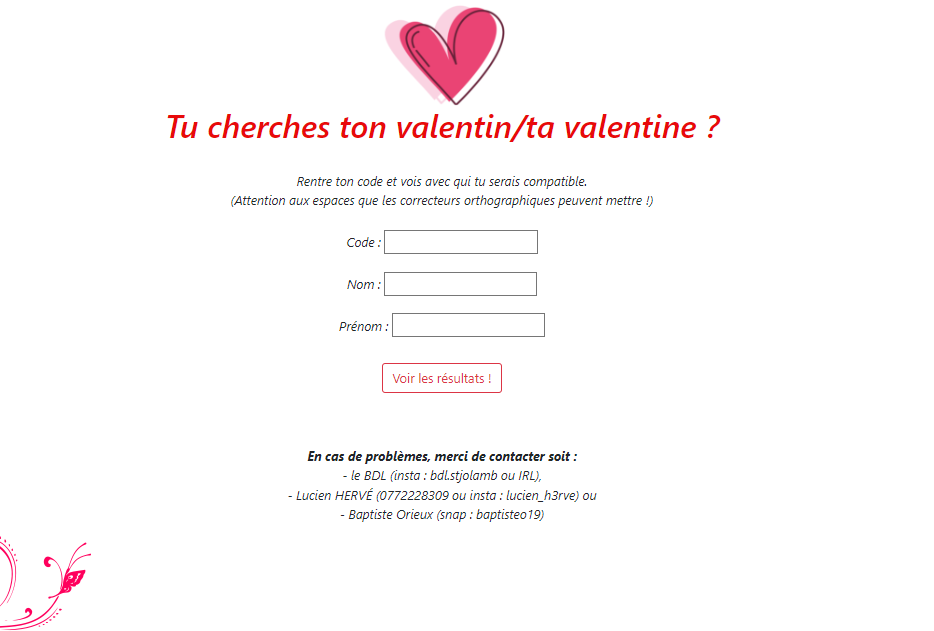 Tu cherches ton valentin/ta valentine ?
Rentre ton code et vois avec qui tu serais compatible.
(Attention aux espaces que les correcteurs orthographiques peuvent mettre !)
Code :
Nom :
Prénom :
Voir les résultats !
En cas de problèmes, merci de contacter soit :
- le BDL (insta : bdl.stjolamb ou IRL),
- Lucien HERVÉ (0772228309 ou insta : lucien_h3rve) ou
- Baptiste Orieux (snap : baptisteo19)